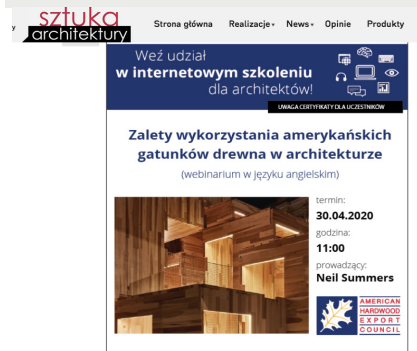 sztuka
architektury
y
Strona główna Realizacje News Opinie Produkty
Weź udział
w internetowym szkoleniu
dla architektów!
UWAGA CERTYFIKATY DLA UCZESTNIKÓW
Zalety wykorzystania amerykańskich
gatunków drewna w architekturze
(webinarium w języku angielskim)
termin:
30.04.2020
godzina:
11:00
prowadzący:
Neil Summers
AMERICAN
HARDWOOD
EXPORT
COUNCIL